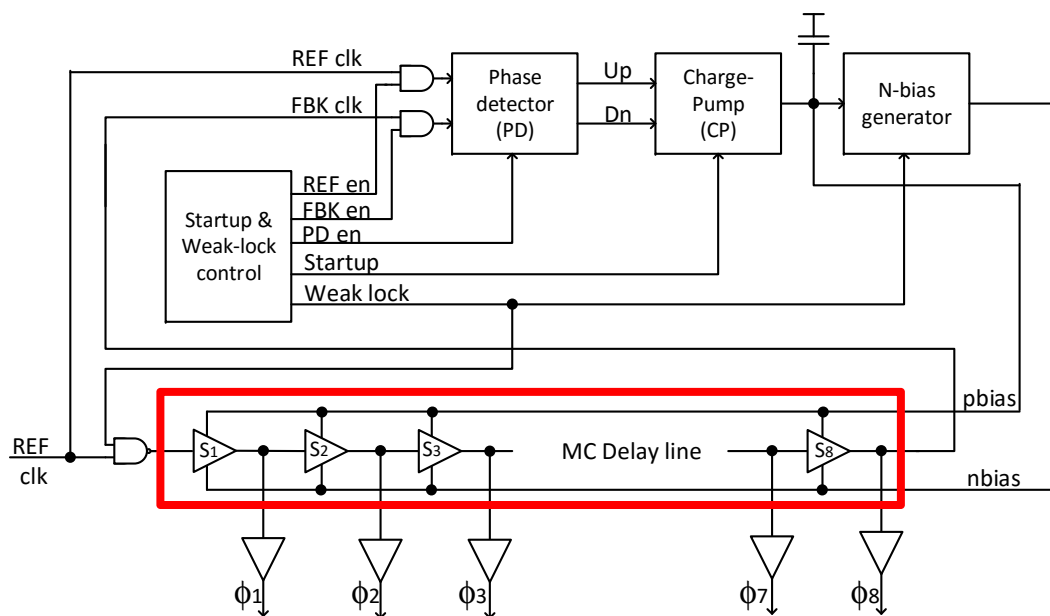 REF clk
FBK clk
Phase
detector
(PD)
Up
Dn
Charge-
Pump
(CP)
N-bias
generator
Startup &
Weak-lock
control
REF en
FBK en
PD en
Startup
Weak lock
REF
clk
S1
S2
S3
MC Delay line
S8
pbias
nbias
ϕ1
ϕ2
ϕ3
ϕ7
ϕ8